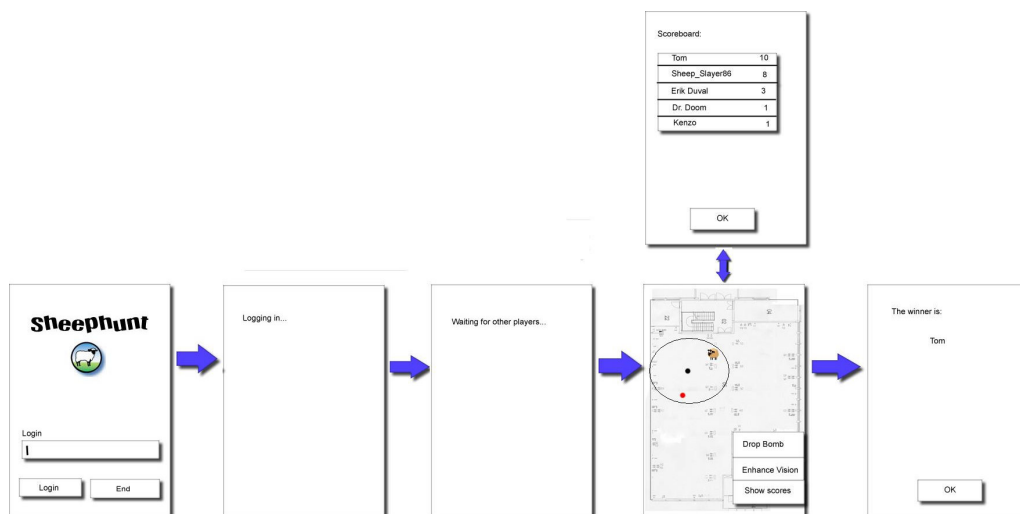 Scoreboard:
Tom 10
Sheep_Slayer86 8
Erik Duval 3
Dr. Doom 1
Kenzo 1
OK
Sheephunt
Login
Login End
Logging in...
Waiting for other players...
Drop Bomb
Enhance Vision
Show scores
The winner is:
Tom
OK